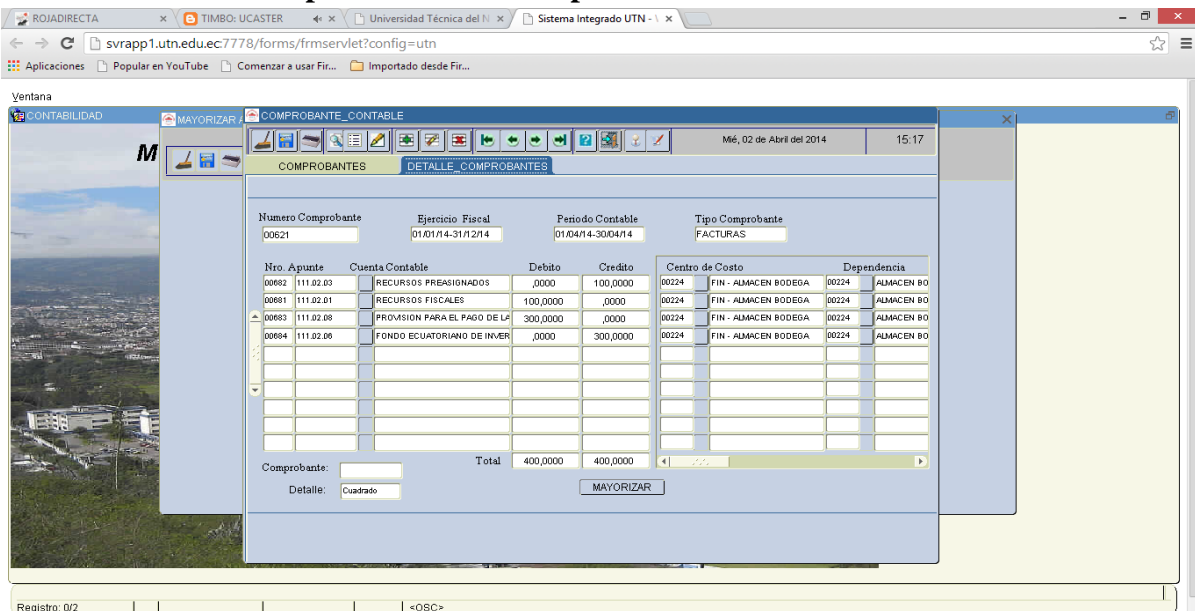 ROJADIRECTA × TIMBO: UCASTER × Universidad Técnica del N × Sistema Integrado UTN - \ ×
svrapp1.utn.edu.ec:7778/forms/frmservlet?config=utn
Aplicaciones Popular en YouTube Comenzar a usar Fir... Importado desde Fir...
Ventana
CONTABILIDAD MAYORIZAR A COMPROBANTE_CONTABLE
M Mié, 02 de Abril del 2014 15:17
COMPROBANTES DETALLE_COMPROBANTES
Numero Comprobante Ejercicio Fiscal Periodo Contable Tipo Comprobante
00621 01/01/14-31/12/14 01/04/14-30/04/14 FACTURAS
Nro. Apunte Cuenta Contable Debito Credito Centro de Costo Dependencia
00682 111.02.03 RECURSOS PREASIGNADOS ,0000 100,0000 00224 FIN - ALMACEN BODEGA 00224 ALMACEN BO
00681 111.02.01 RECURSOS FISCALES 100,0000 ,0000 00224 FIN - ALMACEN BODEGA 00224 ALMACEN BO
00683 111.02.08 PROVISION PARA EL PAGO DE LA 300,0000 ,0000 00224 FIN - ALMACEN BODEGA 00224 ALMACEN BO
00684 111.02.06 FONDO ECUATORIANO DE INVER ,0000 300,0000 00224 FIN - ALMACEN BODEGA 00224 ALMACEN BO
Total 400,0000 400,0000
Comprobante:
Detalle: Cuadrado MAYORIZAR
Registro: 0/2 <OSC>